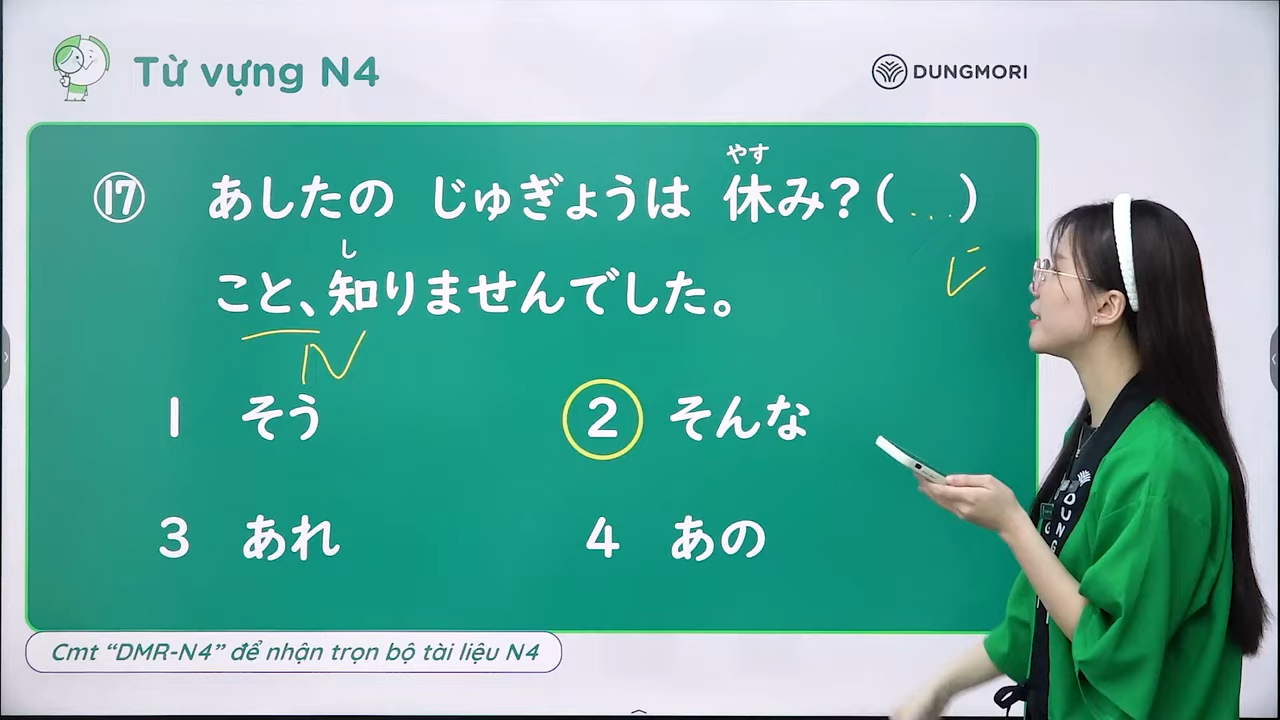 Từ vựng N4
DUNGMORI
⑰ あしたの じゅぎょうは 休み?(...)
やす
こと、知りませんでした。
し
N
1 そう
2 そんな
3 あれ
4 あの
Cmt “DMR-N4” để nhận trọn bộ tài liệu N4